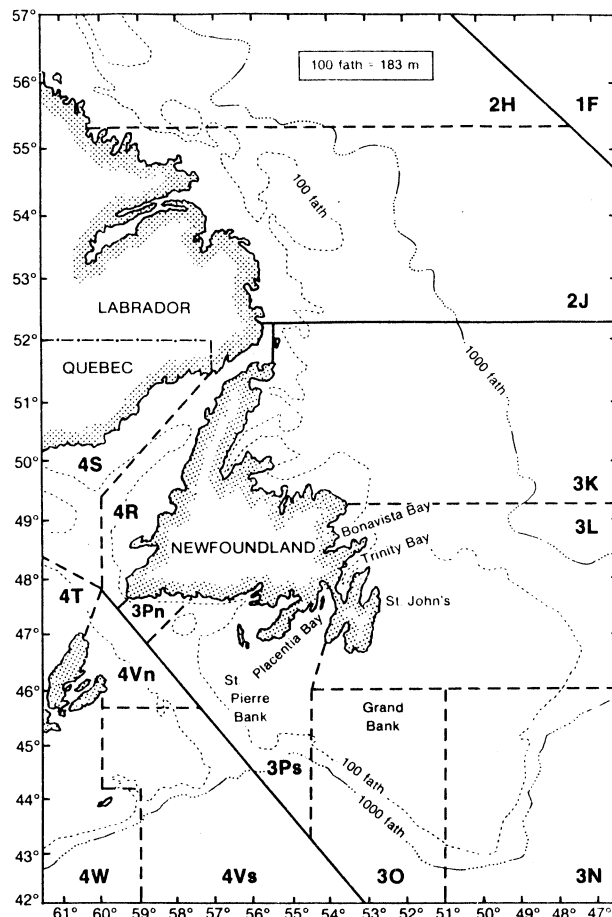 57°
56°
55°
54°
53°
52°
51°
50°
49°
48°
47°
46°
45°
44°
43°
42°
100 fath = 183 m
2H
1F
100 fath
LABRADOR
2J
QUEBEC
1000 fath
4S
3K
4R
Bonavista Bay
3L
NEWFOUNDLAND
Trinity Bay
4T
3Pn
St. John's
Placentia Bay
4Vn
St
Pierre
Bank
Grand
Bank
3Ps
100 fath
1000 fath
4W
4Vs
3O
3N
61° 60° 59° 58° 57° 56° 55° 54° 53° 52° 51° 50° 49° 48° 47°